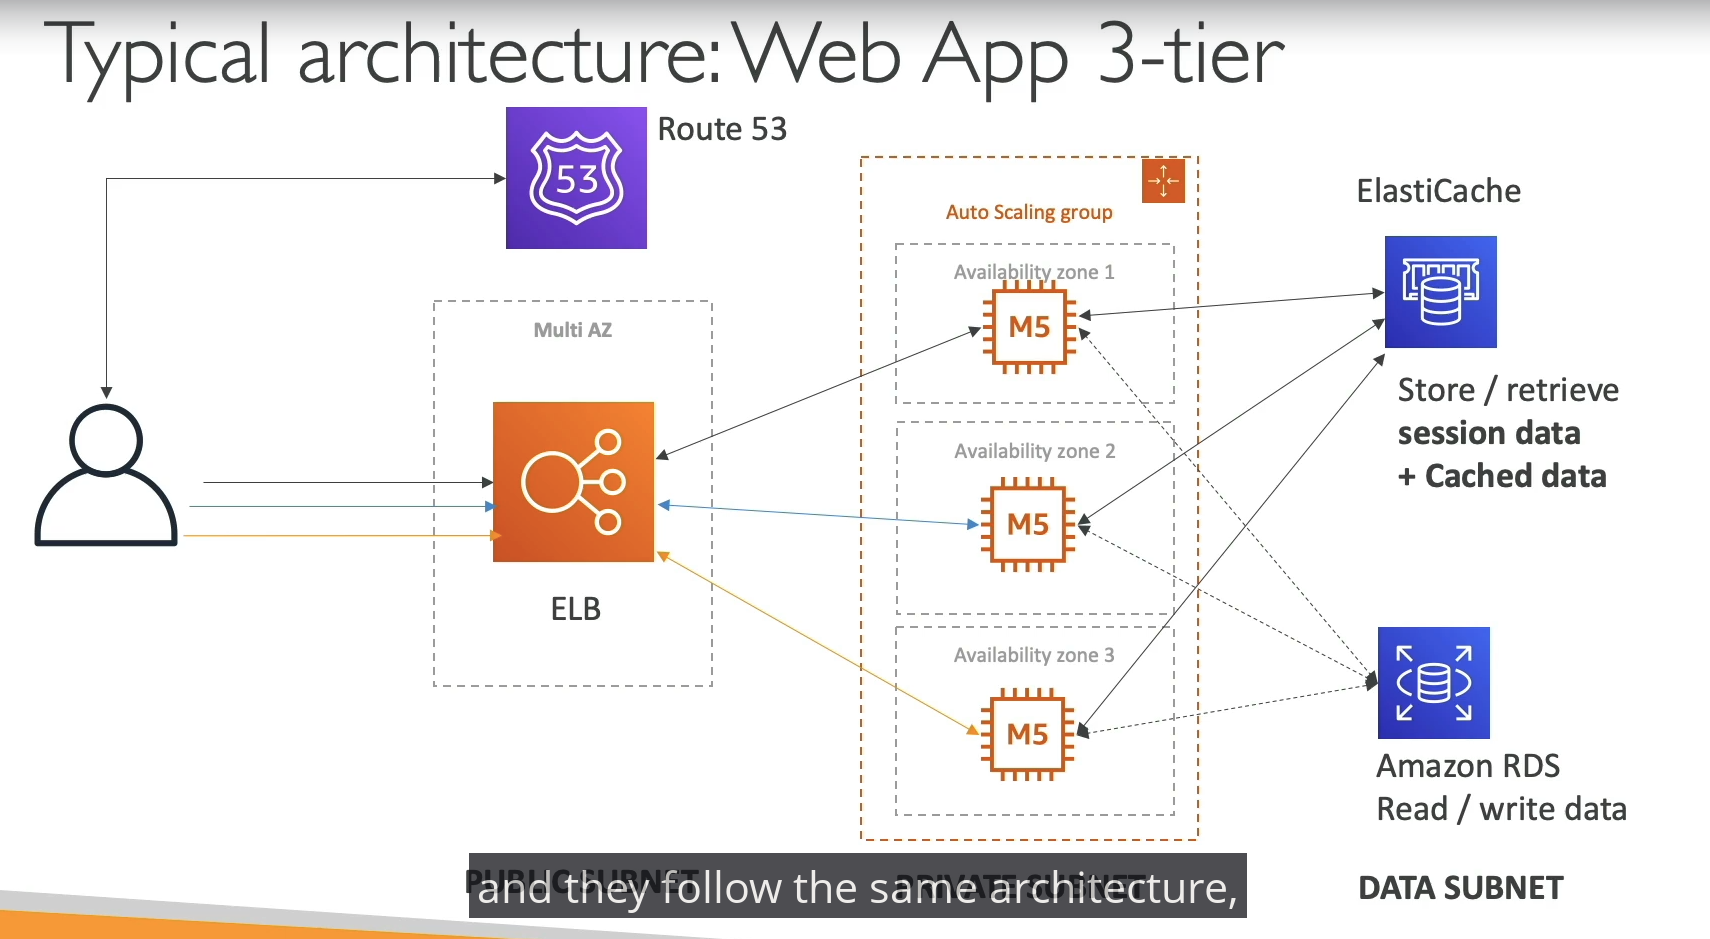 Typical architecture: Web App 3-tier
Route 53
53
Auto Scaling group
ElastiCache
Availability zone 1
M5
Multi AZ
Store / retrieve
session data
+ Cached data
Availability zone 2
M5
ELB
Availability zone 3
M5
Amazon RDS
Read / write data
PUBLIC SUBNET
PRIVATE SUBNET
DATA SUBNET
and they follow the same architecture,